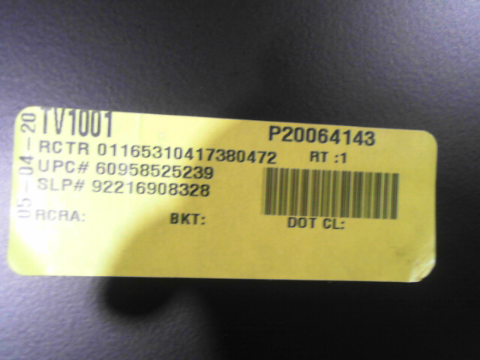 05-04-20
TV1001 P20064143
RCTR 01165310417380472 RT :1
UPC# 60958525239
SLP# 92216908328
RCRA: BKT: DOT CL: